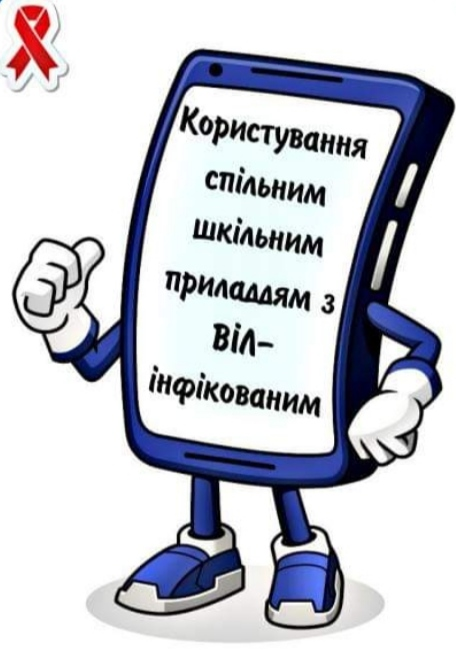 Користування
спільним
шкільним
приладдям з
ВІЛ-
інфікованим